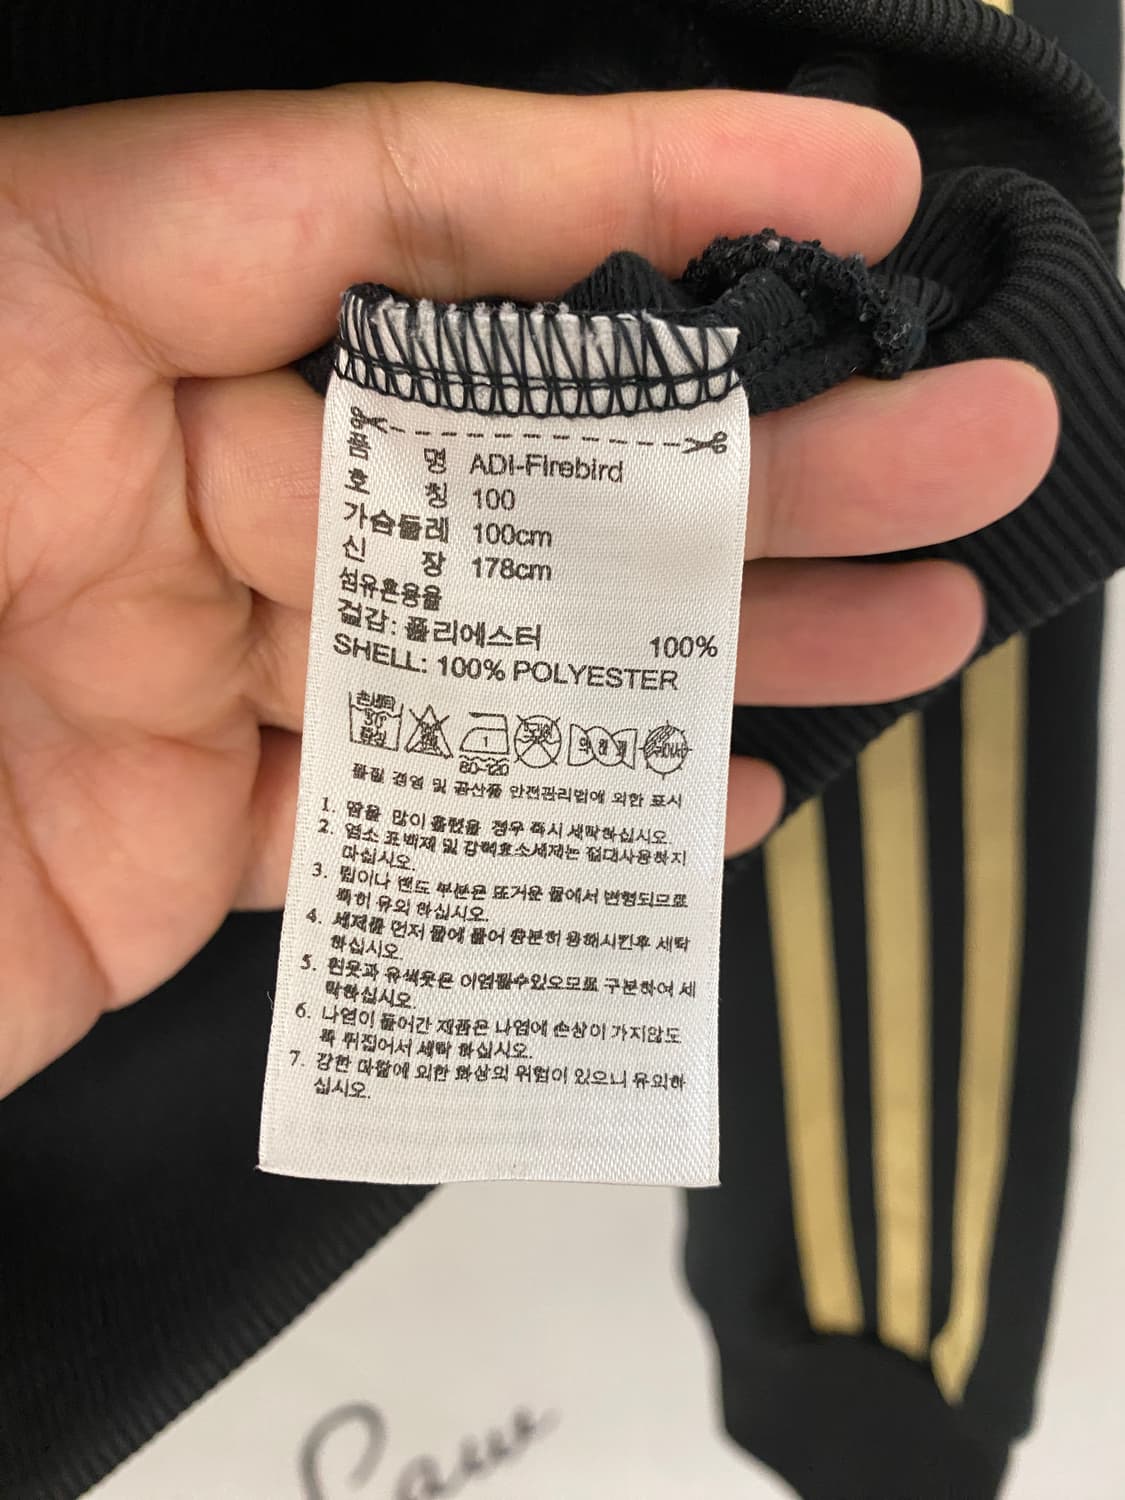 품 명 ADI-Firebird
호 칭 100
가슴둘레 100cm
신 장 178cm
섬유혼용율
겉감: 폴리에스터 100%
SHELL: 100% POLYESTER
손세탁 30° 중성
80-120
품질 경영 및 공산품 안전관리법에 의한 표시
1. 땀을 많이 흘렸을 경우 즉시 세탁하십시오.
2. 염소 표백제 및 강력효소세제는 절대사용하지
마십시오.
3. 립이나 밴드 부분은 뜨거운 물에서 변형되므로
특히 유의 하십시오.
4. 세제를 먼저 물에 풀어 충분히 용해시킨후 세탁
하십시오.
5. 흰옷과 유색옷은 이염될수있으므로 구분하여 세
탁하십시오.
6. 나염이 들어간 제품은 나염에 손상이 가지않도
록 뒤집어서 세탁 하십시오.
7. 강한 마찰에 의한 화상의 위험이 있으니 유의하
십시오.